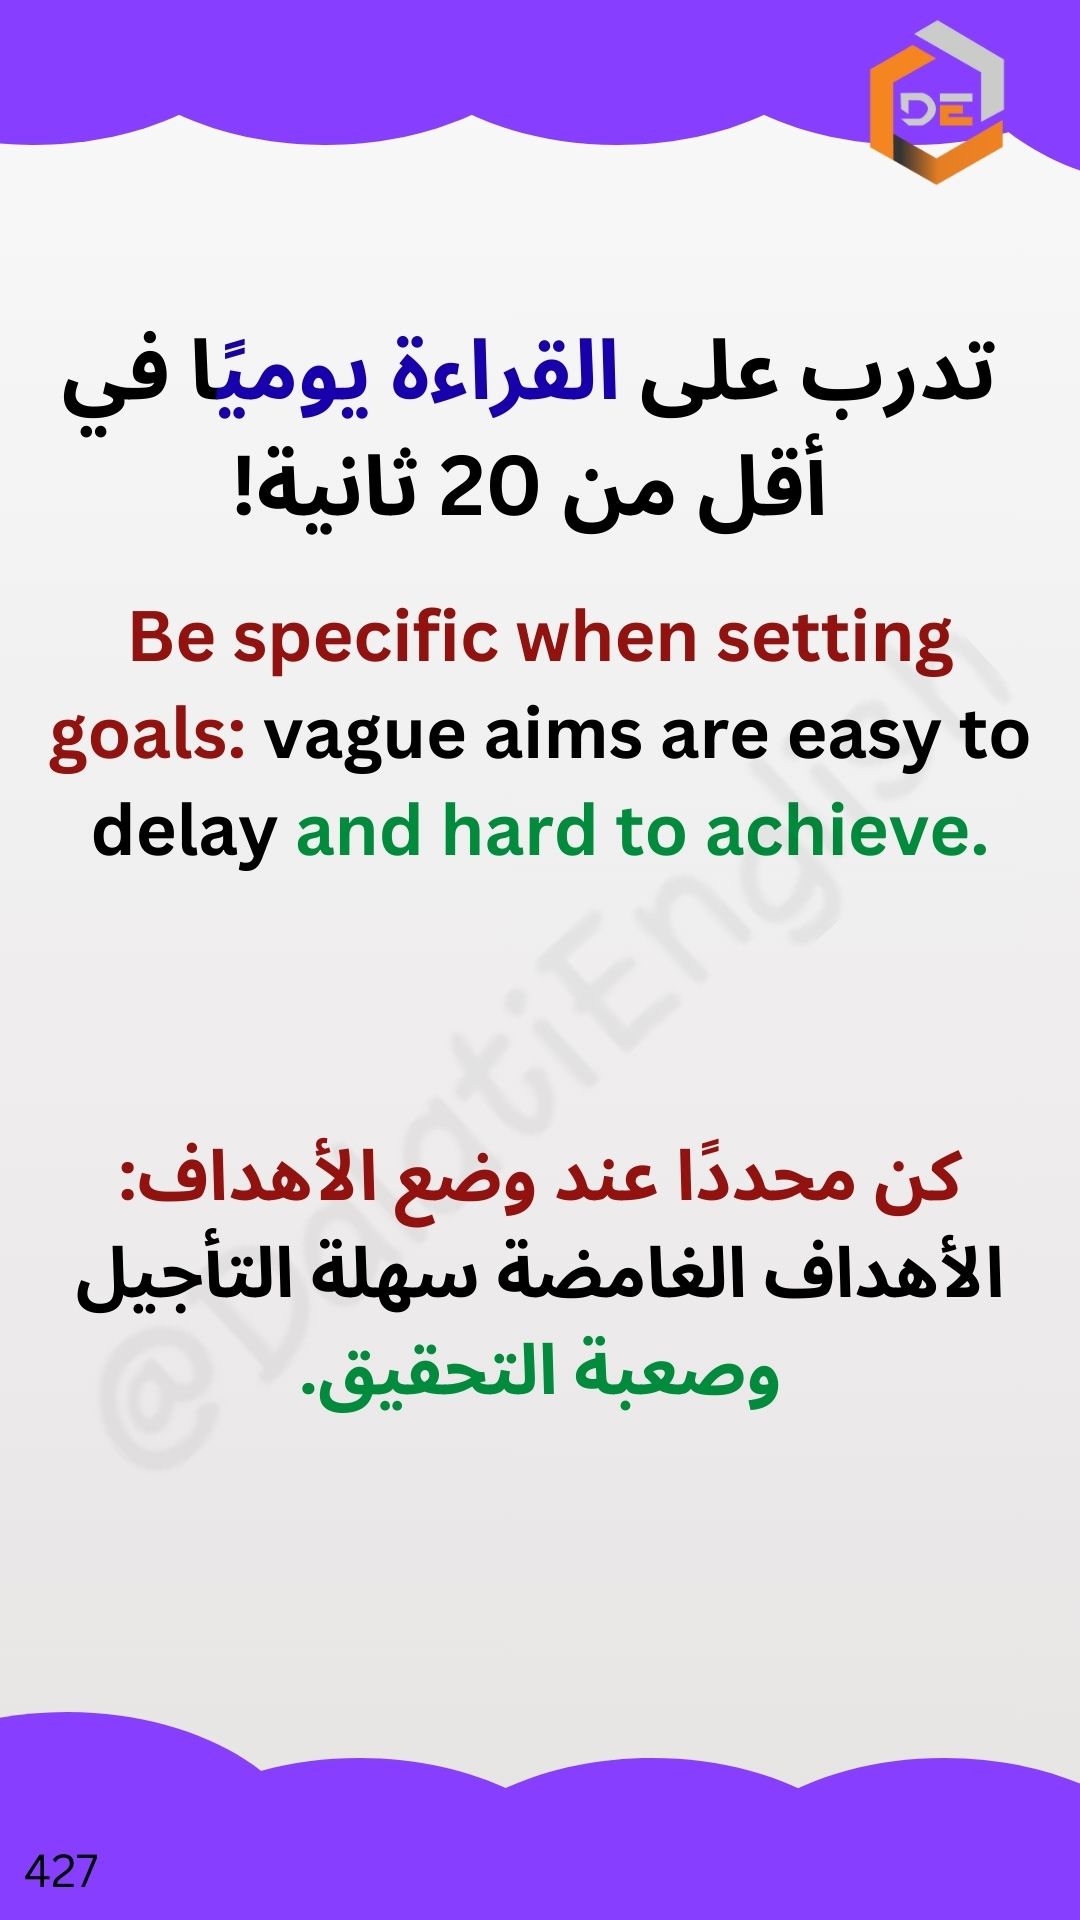 DE
تدرب على القراءة يوميًا في
أقل من 20 ثانية!
Be specific when setting
goals: vague aims are easy to
delay and hard to achieve.
@DalatiEnglish
كن محددًا عند وضع الأهداف:
الأهداف الغامضة سهلة التأجيل
وصعبة التحقيق.
427